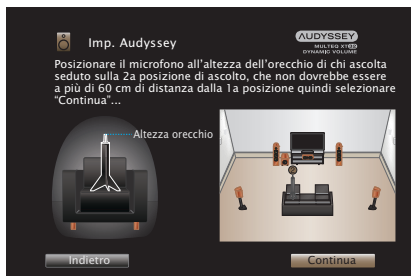 Imp. Audyssey
AUDYSSEY
MULTEQ XT32
DYNAMIC VOLUME
Posizionare il microfono all'altezza dell'orecchio di chi ascolta
seduto sulla 2a posizione di ascolto, che non dovrebbe essere
a più di 60 cm di distanza dalla 1a posizione quindi selezionare
"Continua"...
Altezza orecchio
Indietro
Continua